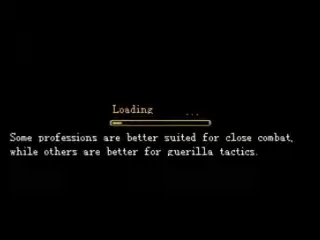 Loading ...
Some professions are better suited for close combat,
while others are better for guerilla tactics.